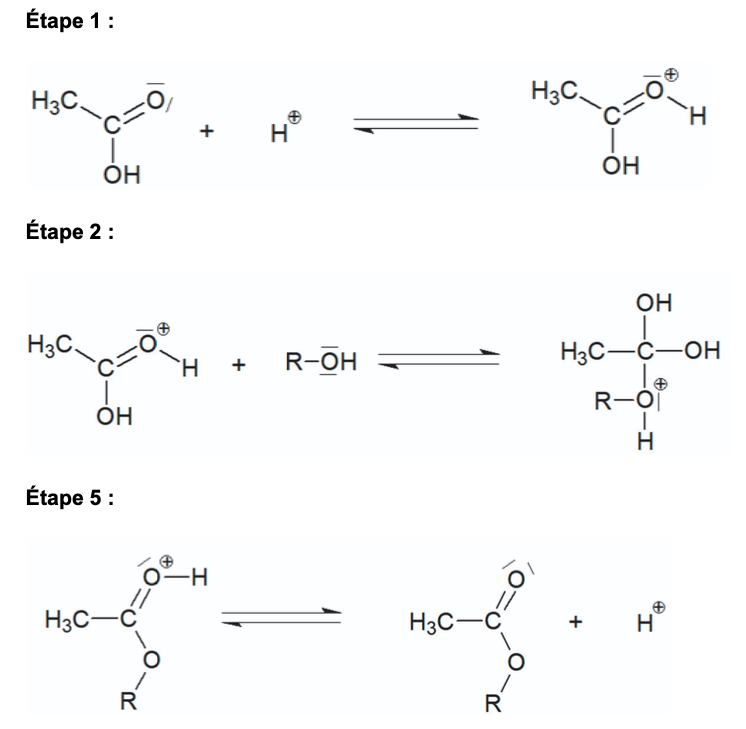 Étape 1 :
H₃C C O + H⊕ ⇌ H₃C C O⊕ H
OH OH
Étape 2 :
OH
H₃C C O⊕ H + R–OH ⇌ H₃C–C–OH
OH R–O⊕
H
Étape 5 :
O⊕–H O
H₃C–C ⇌ H₃C–C + H⊕
O O
R R